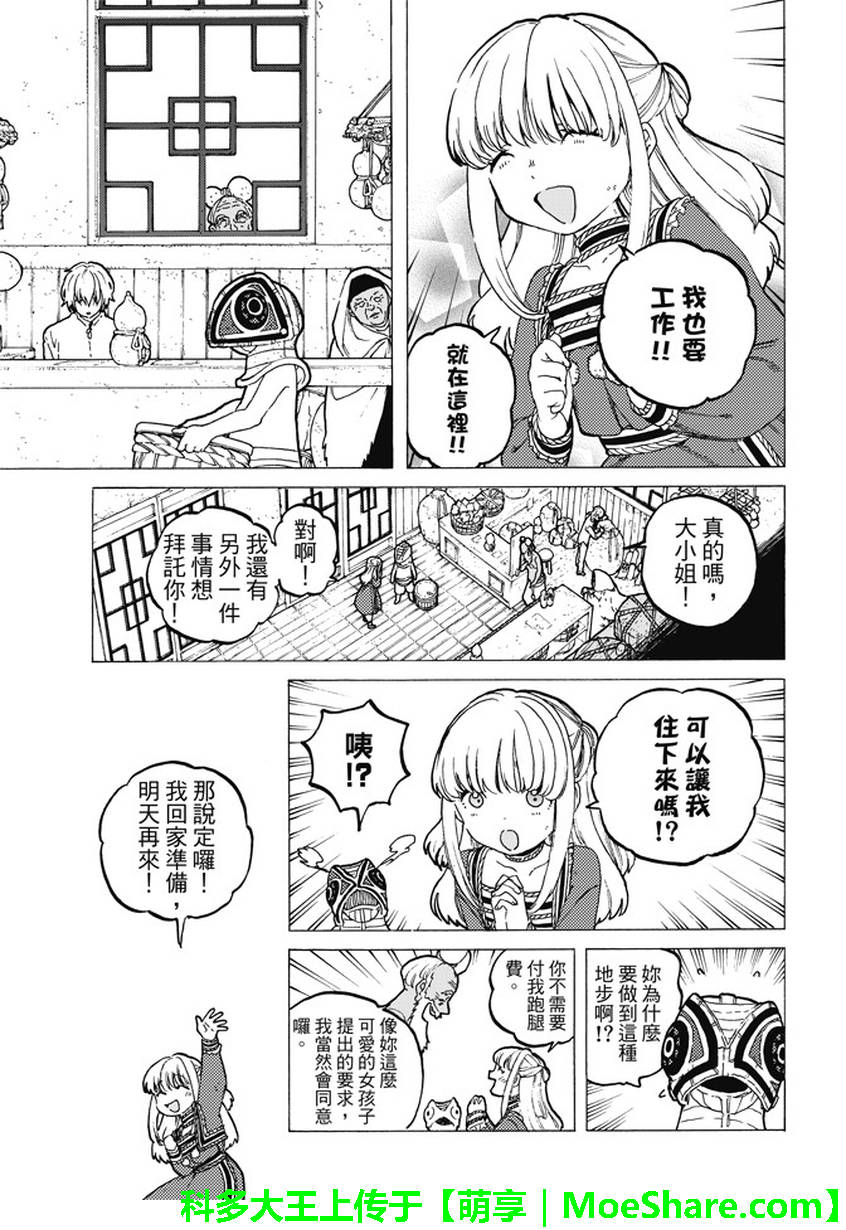 我也要
工作!!
就在這裡!!
真的嗎，
大小姐！
對啊！
我還有
另外一件
事情想
拜託你！
可以讓我
住下來嗎!?
咦!?
妳為什麼
要做到這種
地步啊!?
你不需要
付我跑腿
費。
像妳這麼
可愛的女孩子
提出的要求，
我當然會同意
囉。
那說定囉！
我回家準備，
明天再來！
科多大王上传于【萌享｜MoeShare.com】